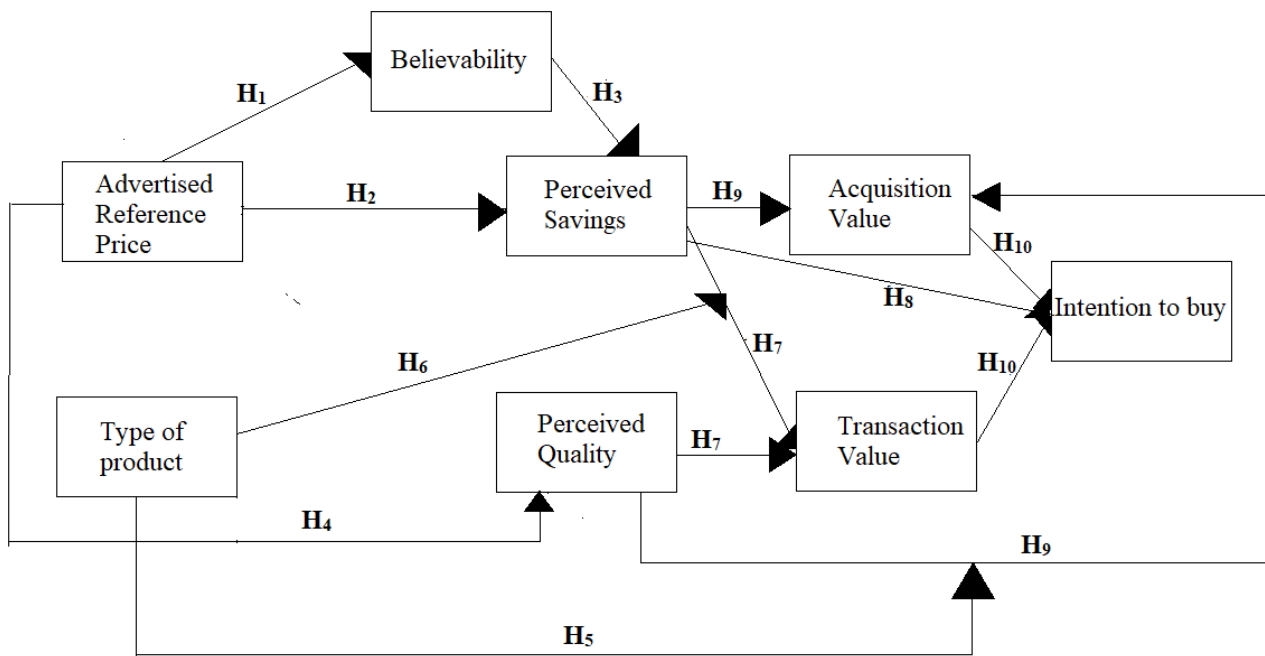 Believability
H₁
H₃
Advertised
Reference
Price
H₂
Perceived
Savings
H₉
Acquisition
Value
H₁₀
H₈
Intention to buy
H₆
H₇
H₁₀
Type of
product
Perceived
Quality
H₇
Transaction
Value
H₄
H₉
H₅